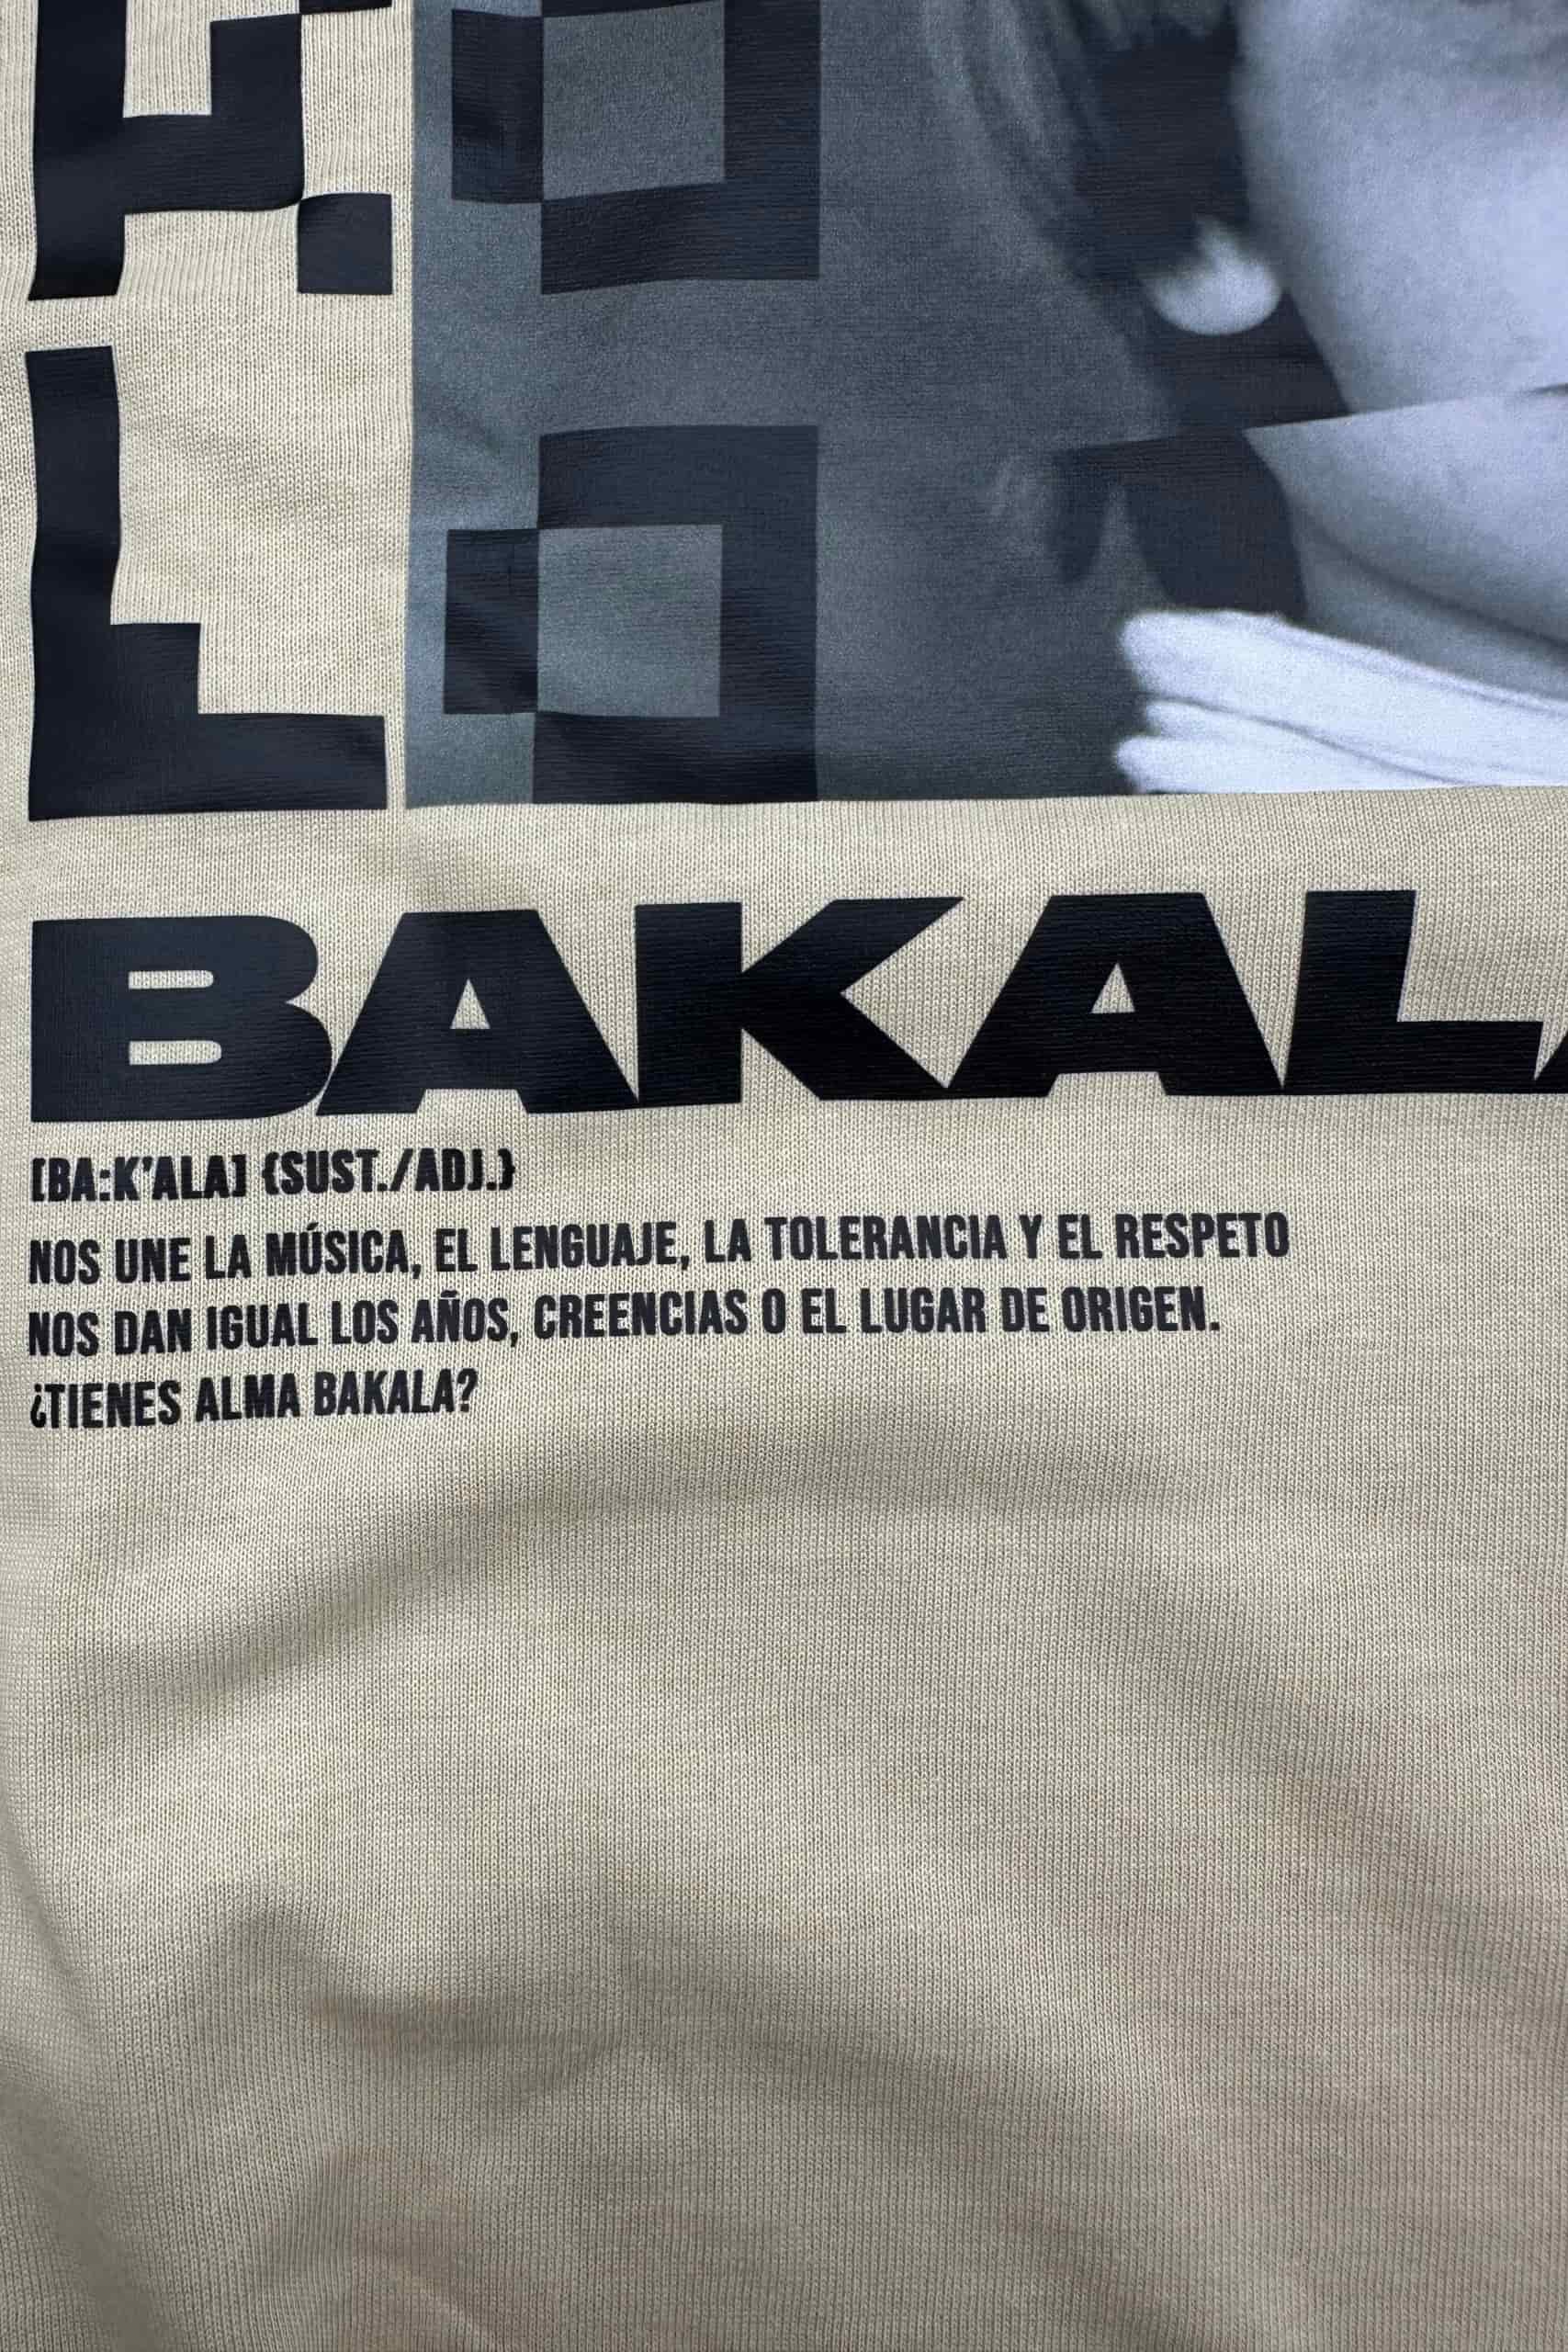 BAKALA
[BA:K'ALA] {SUST./ADJ.}
NOS UNE LA MÚSICA, EL LENGUAJE, LA TOLERANCIA Y EL RESPETO
NOS DAN IGUAL LOS AÑOS, CREENCIAS O EL LUGAR DE ORIGEN.
¿TIENES ALMA BAKALA?